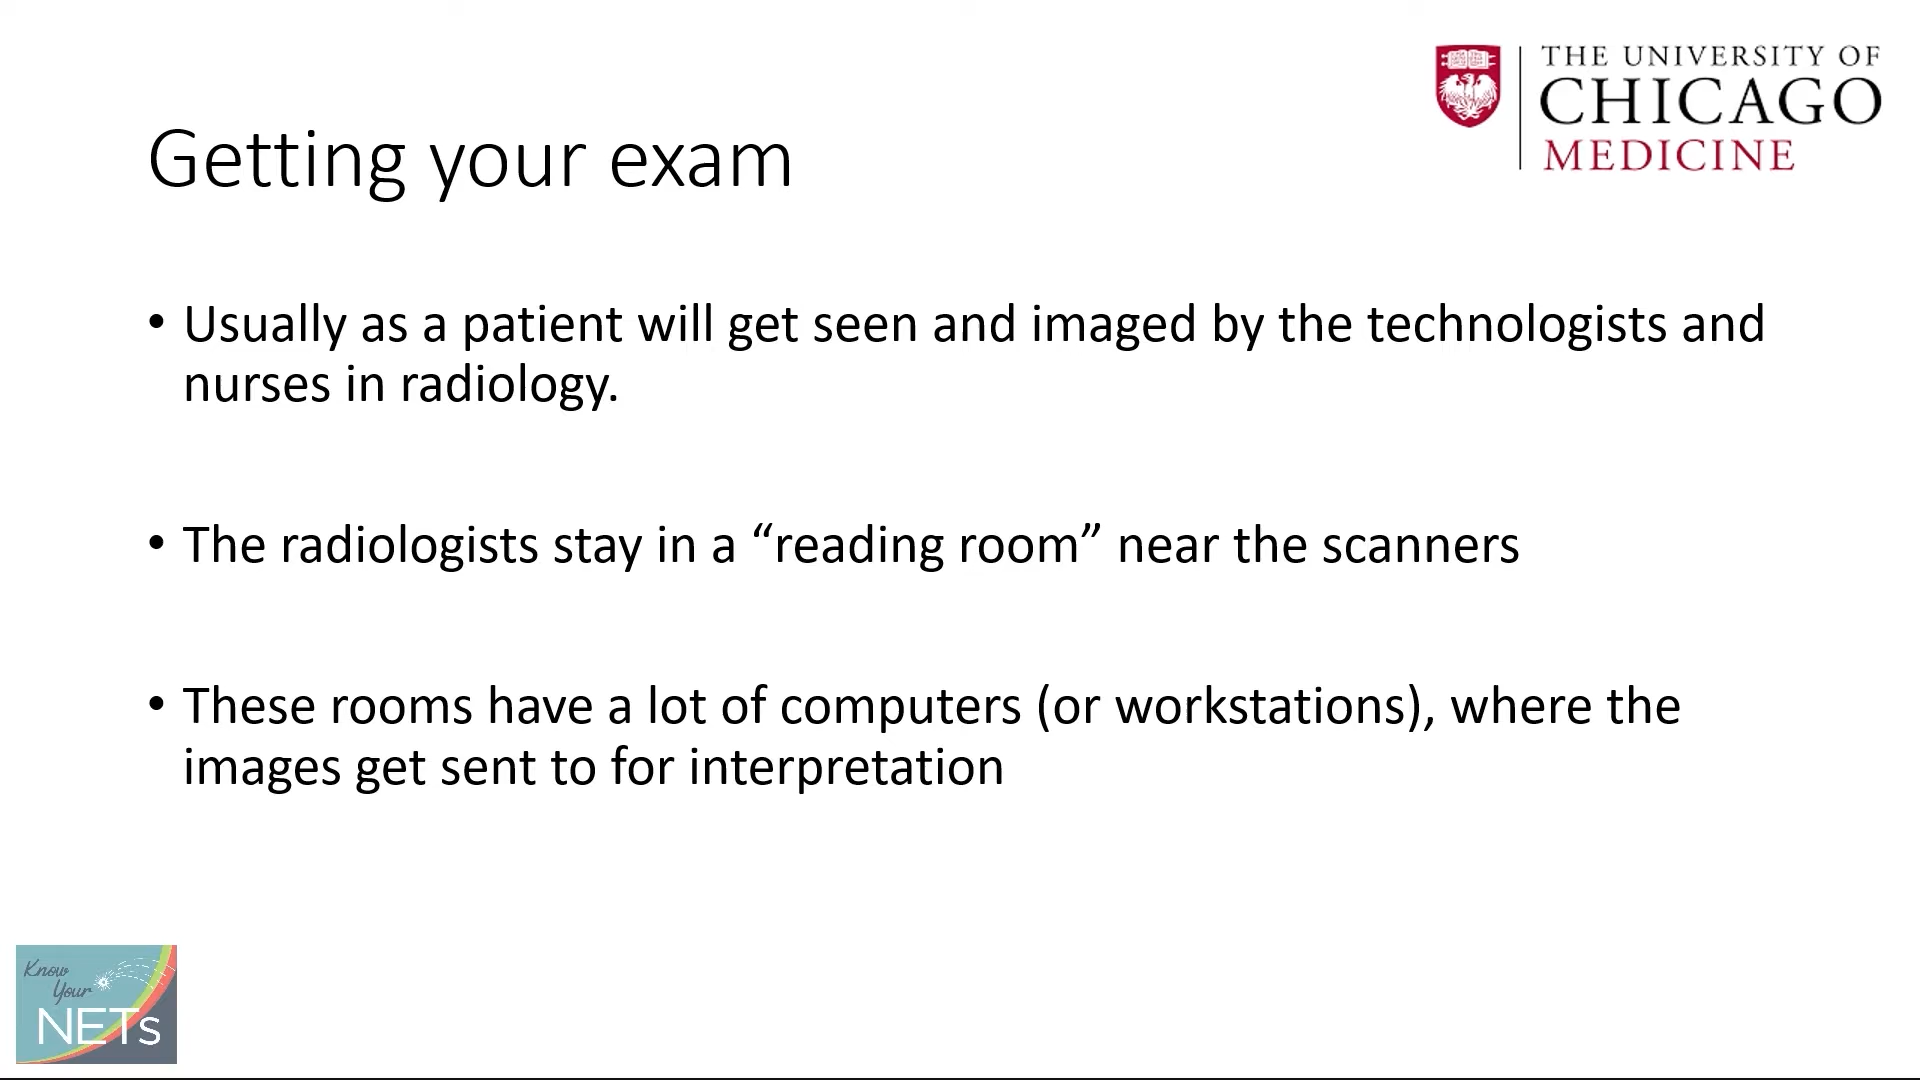 THE UNIVERSITY OF
CHICAGO
MEDICINE
Getting your exam
• Usually as a patient will get seen and imaged by the technologists and
nurses in radiology.
• The radiologists stay in a “reading room” near the scanners
• These rooms have a lot of computers (or workstations), where the
images get sent to for interpretation
Know
Your
NETs